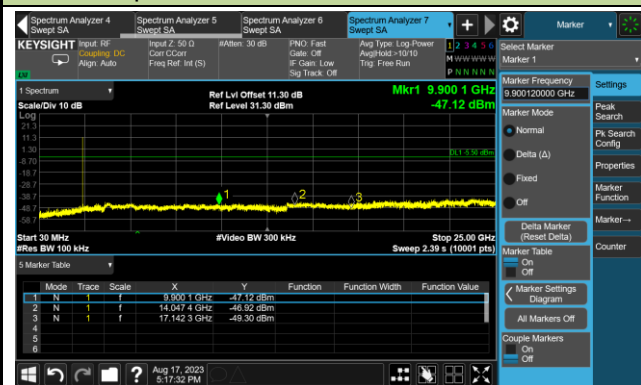 Spectrum Analyzer 4
Swept SA
Spectrum Analyzer 5
Swept SA
Spectrum Analyzer 6
Swept SA
Spectrum Analyzer 7
Swept SA
Marker
KEYSIGHT
Input: RF
Coupling: DC
Align: Auto
Input Z: 50 Ω
Corr CCorr
Freq Ref: Int (S)
#Atten: 30 dB
PNO: Fast
Gate: Off
IF Gain: Low
Sig Track: Off
Avg Type: Log-Power
Avg|Hold:>10/10
Trig: Free Run
1 2 3 4 5 6
M W W W W W
P N N N N N
LXI
Select Marker
Marker 1
1 Spectrum
Scale/Div 10 dB
Log
Ref Lvl Offset 11.30 dB
Ref Level 31.30 dBm
Mkr1 9.900 1 GHz
-47.12 dBm
21.3
11.3
1.30
-8.70
-18.7
-28.7
-38.7
-48.7
-58.7
DL1 -5.50 dBm
1
2
3
Start 30 MHz
#Res BW 100 kHz
#Video BW 300 kHz
Stop 25.00 GHz
Sweep 2.39 s (10001 pts)
5 Marker Table
Mode Trace Scale X Y Function Function Width Function Value
1 N 1 f 9.900 1 GHz -47.12 dBm
2 N 1 f 14.047 4 GHz -46.92 dBm
3 N 1 f 17.142 3 GHz -49.30 dBm
4
5
6
Marker Frequency
9.900120000 GHz
Marker Mode
Normal
Delta (Δ)
Fixed
Off
Delta Marker
(Reset Delta)
Marker Table
On
Off
Marker Settings
Diagram
All Markers Off
Couple Markers
On
Off
Settings
Peak
Search
Pk Search
Config
Properties
Marker
Function
Marker→
Counter
?
Aug 17, 2023
5:17:32 PM